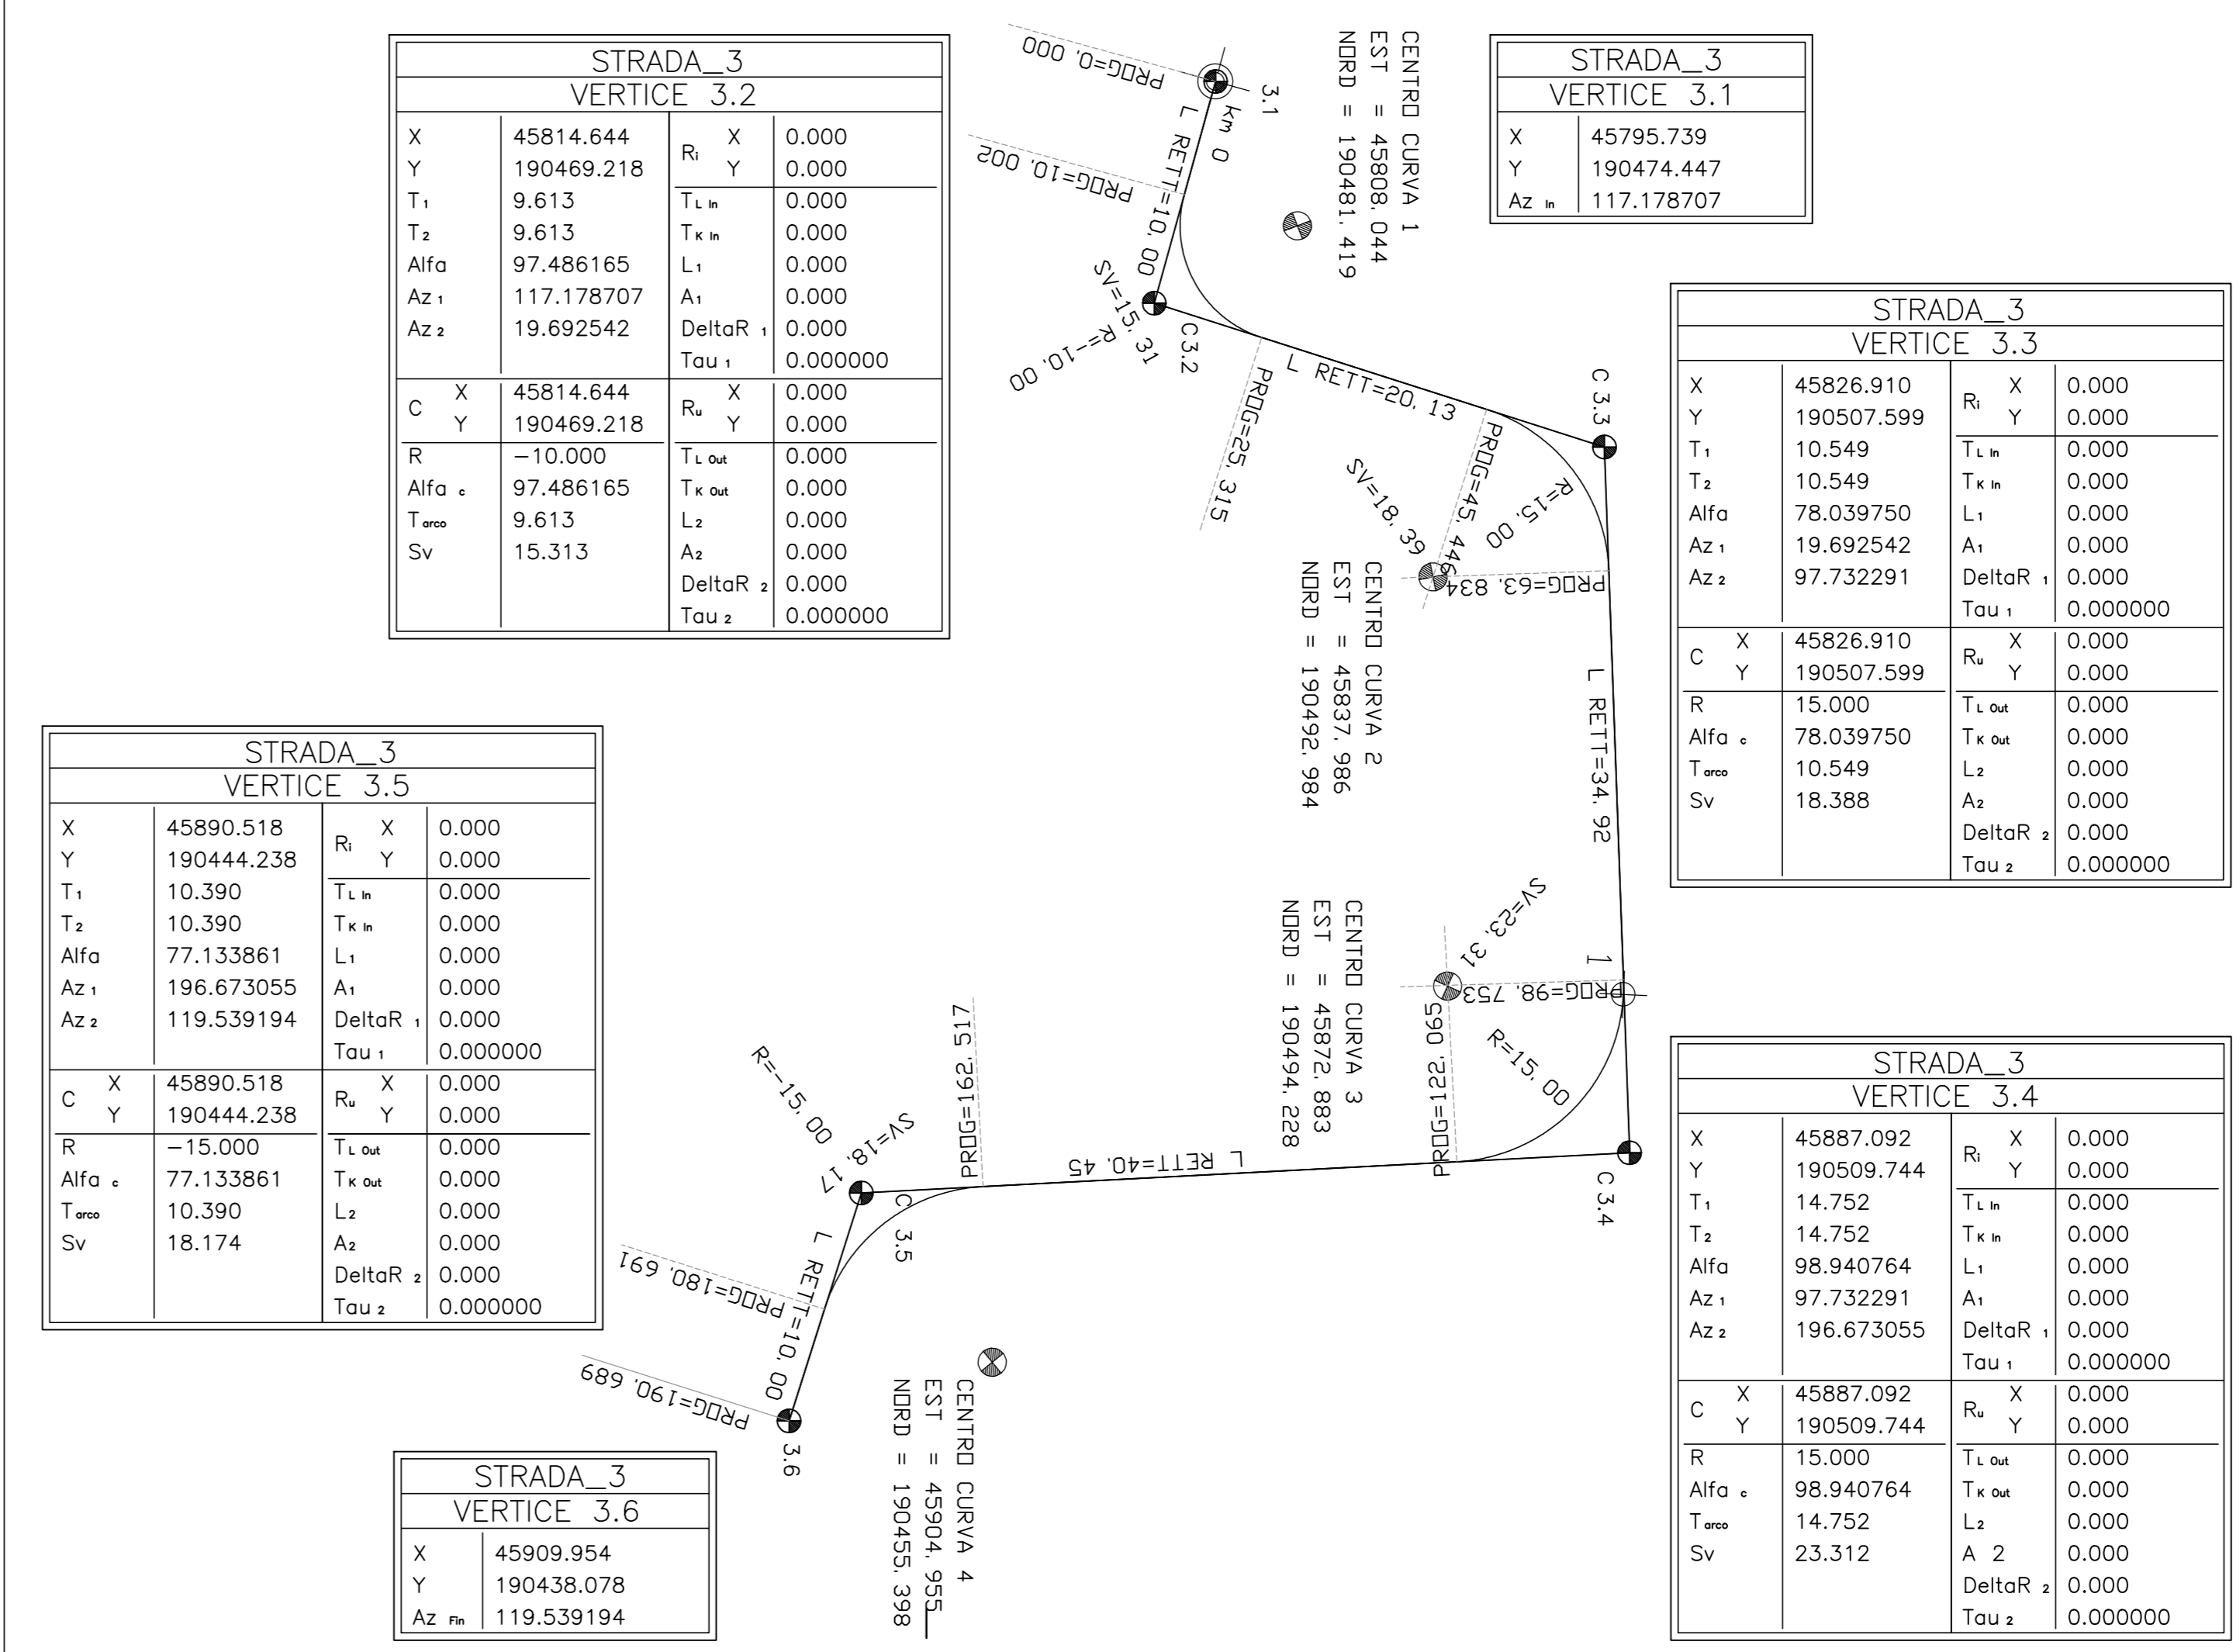 STRADA_3
VERTICE 3.2
X 45814.644 Ri X 0.000
Y 190469.218 Y 0.000
T1 9.613 TL In 0.000
T2 9.613 TK In 0.000
Alfa 97.486165 L1 0.000
Az 1 117.178707 A1 0.000
Az 2 19.692542 DeltaR 1 0.000
Tau 1 0.000000
C X 45814.644 Ru X 0.000
Y 190469.218 Y 0.000
R -10.000 TL Out 0.000
Alfa c 97.486165 TK Out 0.000
T arco 9.613 L2 0.000
Sv 15.313 A2 0.000
DeltaR 2 0.000
Tau 2 0.000000
STRADA_3
VERTICE 3.1
X 45795.739
Y 190474.447
Az In 117.178707
STRADA_3
VERTICE 3.3
X 45826.910 Ri X 0.000
Y 190507.599 Y 0.000
T1 10.549 TL In 0.000
T2 10.549 TK In 0.000
Alfa 78.039750 L1 0.000
Az 1 19.692542 A1 0.000
Az 2 97.732291 DeltaR 1 0.000
Tau 1 0.000000
C X 45826.910 Ru X 0.000
Y 190507.599 Y 0.000
R 15.000 TL Out 0.000
Alfa c 78.039750 TK Out 0.000
T arco 10.549 L2 0.000
Sv 18.388 A2 0.000
DeltaR 2 0.000
Tau 2 0.000000
STRADA_3
VERTICE 3.5
X 45890.518 Ri X 0.000
Y 190444.238 Y 0.000
T1 10.390 TL In 0.000
T2 10.390 TK In 0.000
Alfa 77.133861 L1 0.000
Az 1 196.673055 A1 0.000
Az 2 119.539194 DeltaR 1 0.000
Tau 1 0.000000
C X 45890.518 Ru X 0.000
Y 190444.238 Y 0.000
R -15.000 TL Out 0.000
Alfa c 77.133861 TK Out 0.000
T arco 10.390 L2 0.000
Sv 18.174 A2 0.000
DeltaR 2 0.000
Tau 2 0.000000
STRADA_3
VERTICE 3.4
X 45887.092 Ri X 0.000
Y 190509.744 Y 0.000
T1 14.752 TL In 0.000
T2 14.752 TK In 0.000
Alfa 98.940764 L1 0.000
Az 1 97.732291 A1 0.000
Az 2 196.673055 DeltaR 1 0.000
Tau 1 0.000000
C X 45887.092 Ru X 0.000
Y 190509.744 Y 0.000
R 15.000 TL Out 0.000
Alfa c 98.940764 TK Out 0.000
T arco 14.752 L2 0.000
Sv 23.312 A 2 0.000
DeltaR 2 0.000
Tau 2 0.000000
STRADA_3
VERTICE 3.6
X 45909.954
Y 190438.078
Az Fin 119.539194
PROG=0,000
3.1
km 0
L RETT=10,00
PROG=10,002
CENTRO CURVA 1
EST = 45808,044
NORD = 190481,419
SV=15,31
R=-10,00
C3.2
PROG=25,315
L RETT=20,13
PROG=45,446
C 3.3
SV=18,39
R=15,00
PROG=63,834
CENTRO CURVA 2
EST = 45837,986
NORD = 190492,984
L RETT=34,92
1
PROG=98,753
SV=23,31
R=15,00
CENTRO CURVA 3
EST = 45872,883
NORD = 190494,228
PROG=122,065
C 3.4
L RETT=40,45
PROG=162,517
R=-15,00
SV=18,17
C 3.5
PROG=180,691
L RETT=10,00
PROG=190,689
3.6
CENTRO CURVA 4
EST = 45904,955
NORD = 190455,398